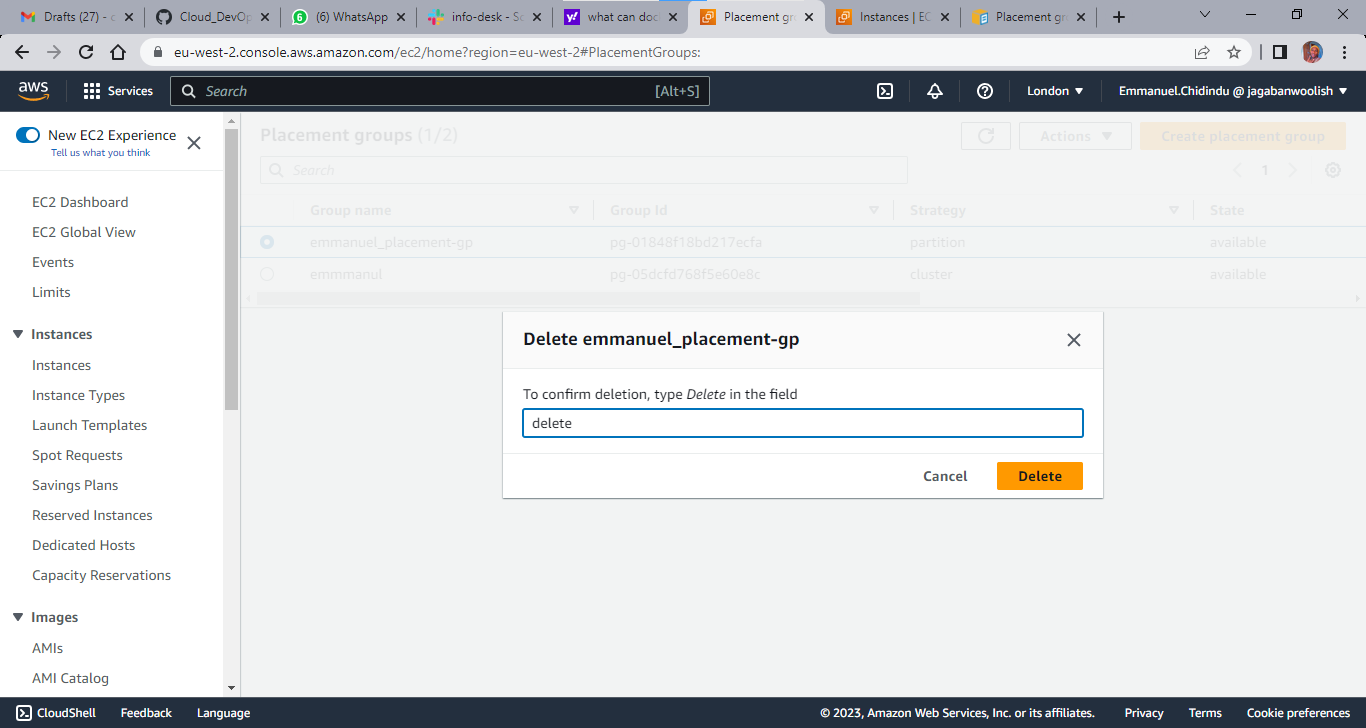 Drafts (27) - c
Cloud_DevOp
(6) WhatsApp
info-desk - Sc
what can doc
Placement gr
Instances | EC
Placement gr
eu-west-2.console.aws.amazon.com/ec2/home?region=eu-west-2#PlacementGroups:
aws
Services
Search
[Alt+S]
London
Emmanuel.Chidindu @ jagabanwoolish
New EC2 Experience
Tell us what you think
EC2 Dashboard
EC2 Global View
Events
Limits
Instances
Instances
Instance Types
Launch Templates
Spot Requests
Savings Plans
Reserved Instances
Dedicated Hosts
Capacity Reservations
Images
AMIs
AMI Catalog
Placement groups (1/2)
Actions
Create placement group
Search
1
Group name Group Id Strategy State
emmanuel_placement-gp pg-01848f18bd217ecfa partition available
emmmanul pg-05dcfd768f5e60e8c cluster available
Delete emmanuel_placement-gp
To confirm deletion, type Delete in the field
delete
Cancel
Delete
CloudShell
Feedback
Language
© 2023, Amazon Web Services, Inc. or its affiliates.
Privacy
Terms
Cookie preferences